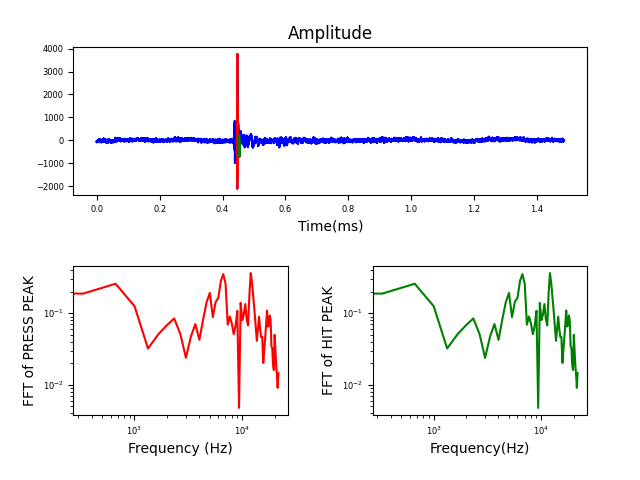 Amplitude
4000
3000
2000
1000
0
−1000
−2000
0.0 0.2 0.4 0.6 0.8 1.0 1.2 1.4
Time(ms)
FFT of PRESS PEAK
10⁻¹
10⁻²
10³ 10⁴
Frequency (Hz)
FFT of HIT PEAK
10⁻¹
10⁻²
10³ 10⁴
Frequency(Hz)